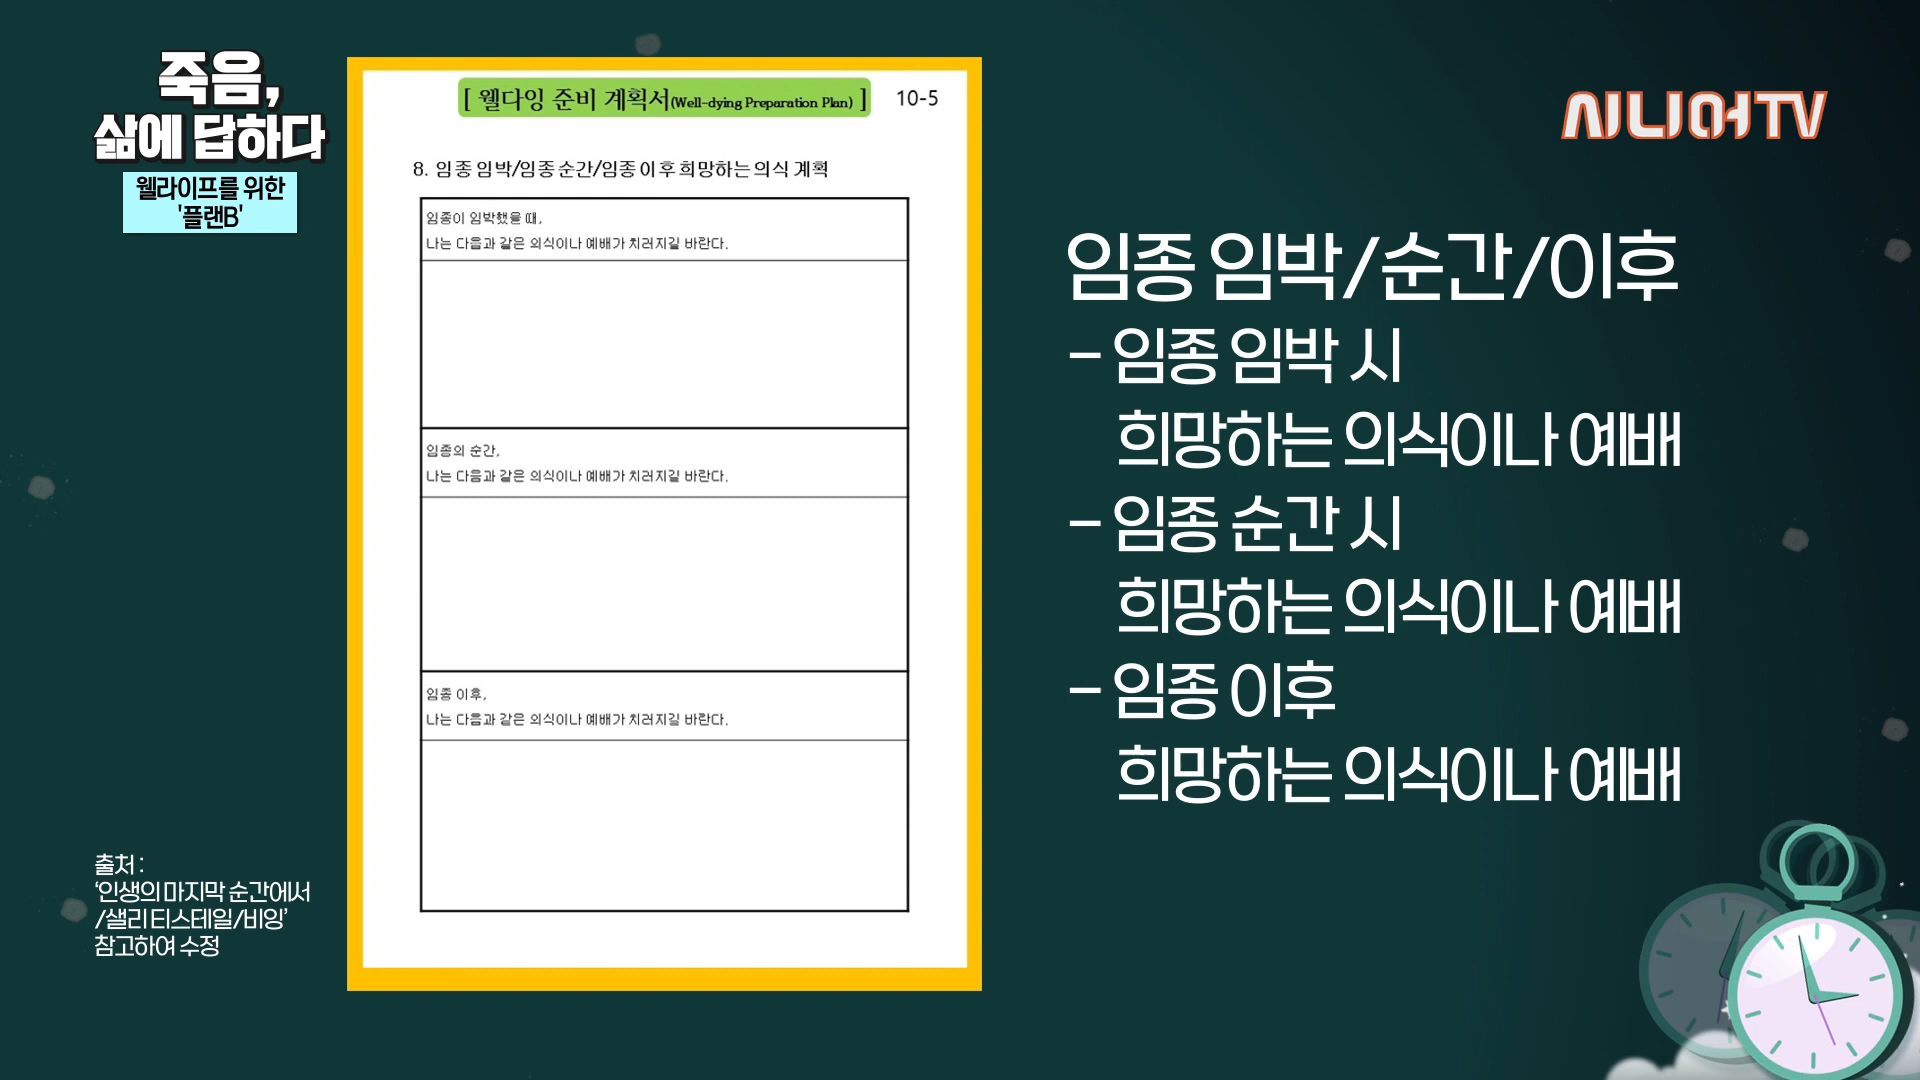 죽음,
삶에 답하다
웰라이프를 위한
'플랜B'
[ 웰다잉 준비 계획서(Well-dying Preparation Plan) ]
10-5
8. 임종 임박/임종 순간/임종 이후 희망하는 의식 계획
임종이 임박했을 때,
나는 다음과 같은 의식이나 예배가 치러지길 바란다.
임종의 순간,
나는 다음과 같은 의식이나 예배가 치러지길 바란다.
임종 이후,
나는 다음과 같은 의식이나 예배가 치러지길 바란다.
시니어TV
임종 임박/순간/이후
- 임종 임박 시
희망하는 의식이나 예배
- 임종 순간 시
희망하는 의식이나 예배
- 임종 이후
희망하는 의식이나 예배
출처 :
'인생의 마지막 순간에서
/샐리 티스데일/비잉'
참고하여 수정